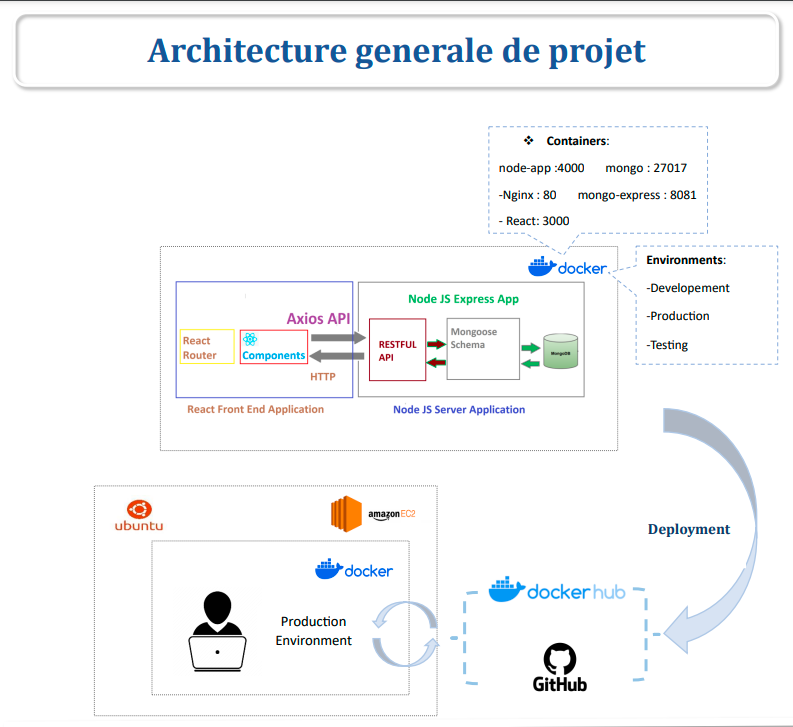 Architecture generale de projet
❖ Containers:
node-app :4000 mongo : 27017
-Nginx : 80 mongo-express : 8081
- React: 3000
docker
Environments:
-Developement
-Production
-Testing
Node JS Express App
Axios API
React
Router
Components
HTTP
RESTFUL
API
Mongoose
Schema
MongoDB
React Front End Application
Node JS Server Application
Deployment
ubuntu
amazon EC2
docker
Production
Environment
dockerhub
GitHub